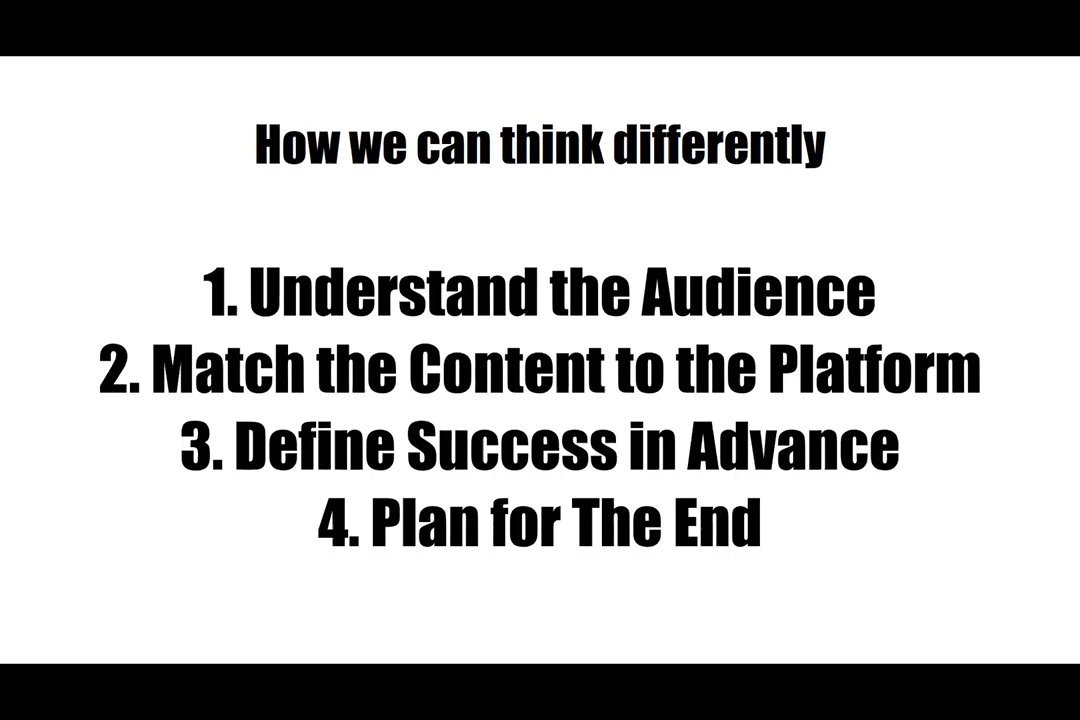 How we can think differently
1. Understand the Audience
2. Match the Content to the Platform
3. Define Success in Advance
4. Plan for The End